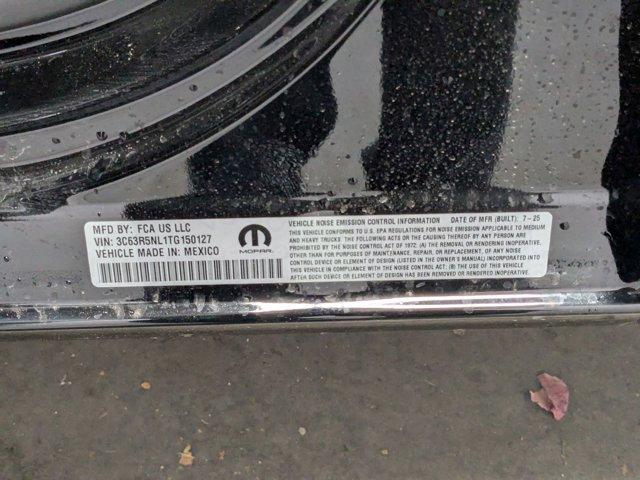 MFD BY: FCA US LLC
VIN: 3C63R5NL1TG150127
VEHICLE MADE IN: MEXICO
MOPAR
VEHICLE NOISE EMISSION CONTROL INFORMATION DATE OF MFR (BUILT): 7-25
THIS VEHICLE CONFORMS TO U.S. EPA REGULATIONS FOR NOISE EMISSION APPLICABLE TO MEDIUM
AND HEAVY TRUCKS. THE FOLLOWING ACTS OR THE CAUSING THEREOF BY ANY PERSON ARE
PROHIBITED BY THE NOISE CONTROL ACT OF 1972. (A) THE REMOVAL OR RENDERING INOPERATIVE,
OTHER THAN FOR PURPOSES OF MAINTENANCE, REPAIR, OR REPLACEMENT, OF ANY NOISE
CONTROL DEVICE OR ELEMENT OF DESIGN (LISTED IN THE OWNER'S MANUAL) INCORPORATED INTO
THIS VEHICLE IN COMPLIANCE WITH THE NOISE CONTROL ACT; (B) THE USE OF THIS VEHICLE
AFTER SUCH DEVICE OR ELEMENT OF DESIGN HAS BEEN REMOVED OR RENDERED INOPERATIVE.